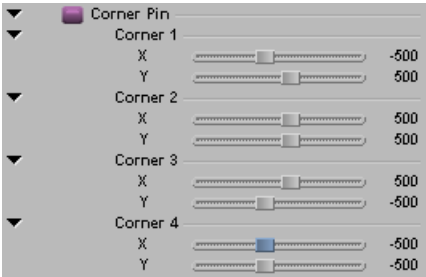 Corner Pin
Corner 1
X -500
Y 500
Corner 2
X 500
Y 500
Corner 3
X 500
Y -500
Corner 4
X -500
Y -500